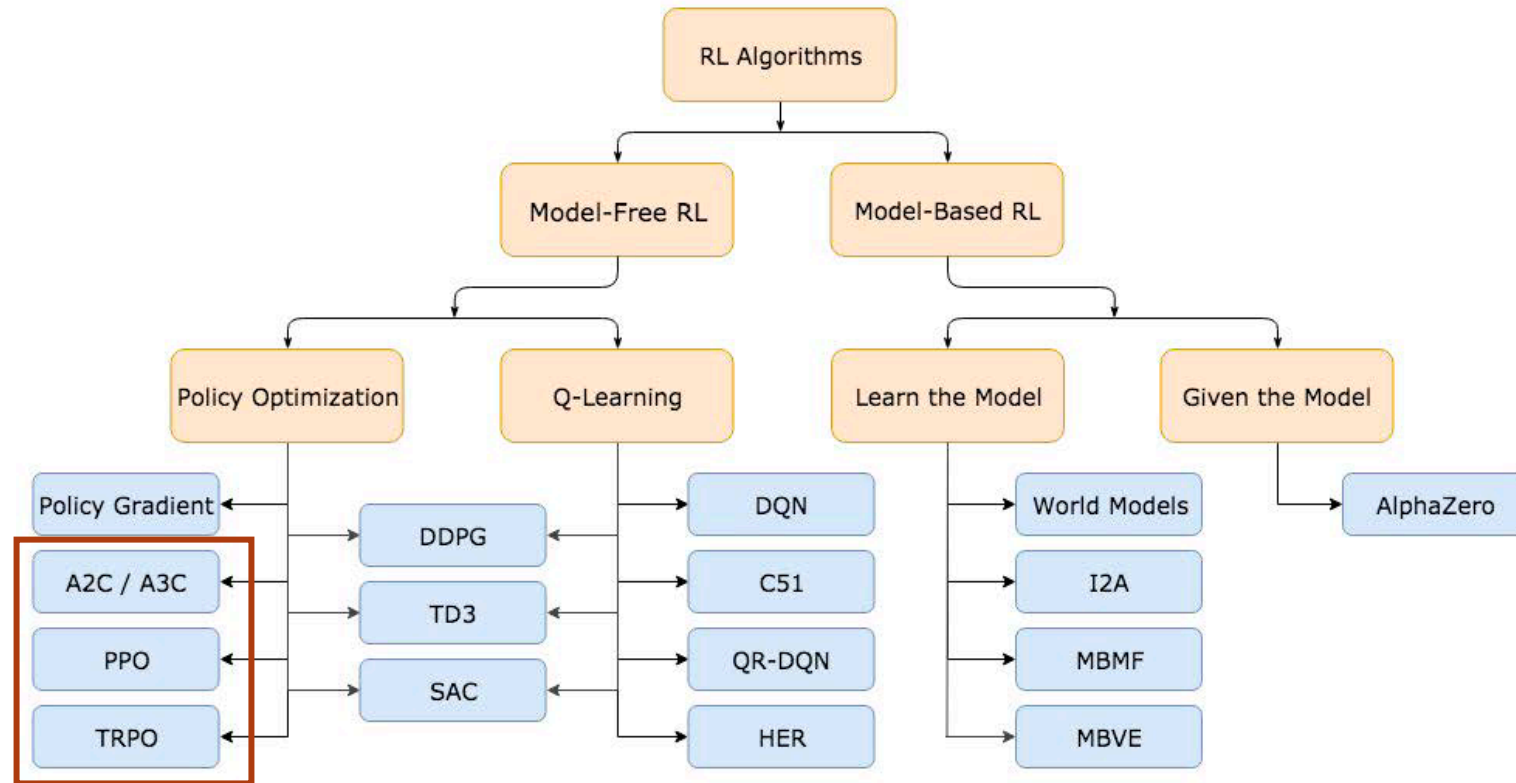 RL Algorithms
Model-Free RL
Model-Based RL
Policy Optimization
Q-Learning
Learn the Model
Given the Model
Policy Gradient
DDPG
DQN
World Models
AlphaZero
A2C / A3C
TD3
C51
I2A
PPO
SAC
QR-DQN
MBMF
TRPO
HER
MBVE